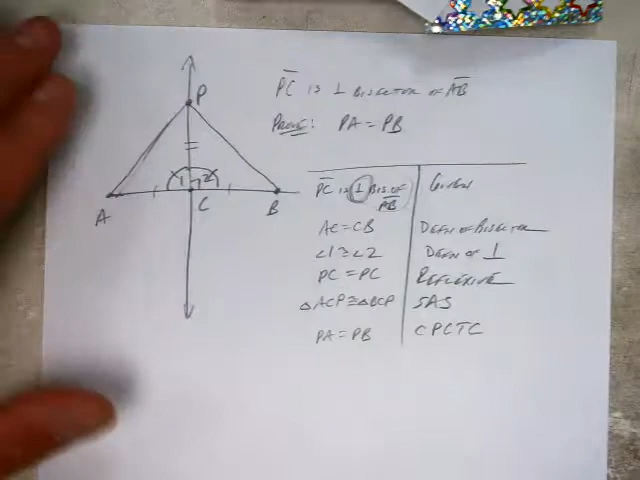 P
1 2
A
C
B
PC is ⊥ Bisector of AB
Prove: PA = PB
PC is ⊥ Bis of AB
Given
AC = CB
Defn of Bisector
∠1 ≅ ∠2
Defn of ⊥
PC = PC
Reflexive
△ACP ≅ △BCP
SAS
PA = PB
CPCTC